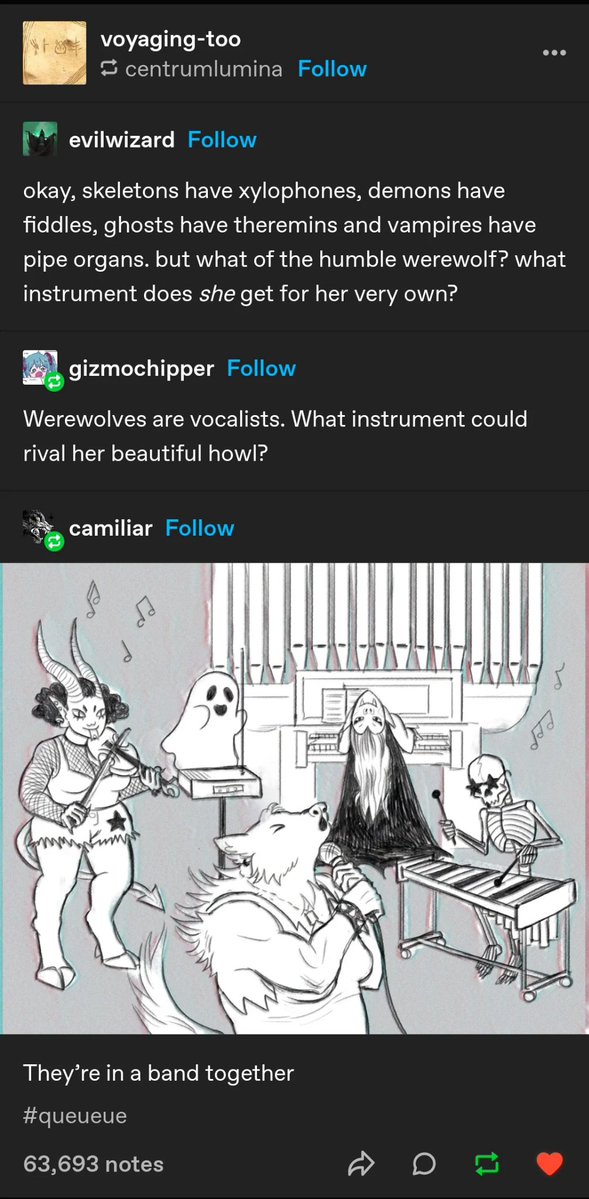 voyaging-too
centrumlumina Follow
evilwizard Follow
okay, skeletons have xylophones, demons have
fiddles, ghosts have theremins and vampires have
pipe organs. but what of the humble werewolf? what
instrument does she get for her very own?
gizmochipper Follow
Werewolves are vocalists. What instrument could
rival her beautiful howl?
camiliar Follow
They’re in a band together
#queueue
63,693 notes